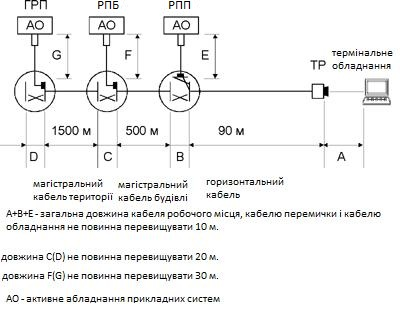 ГРП РПБ РПП
АО АО АО
G F E
ТР
термінальне
обладнання
1500 м 500 м 90 м
D C B A
магістральний
кабель території
магістральний
кабель будівлі
горизонтальний
кабель
A+B+E - загальна довжина кабеля робочого місця, кабелю перемички і кабелю
обладнання не повинна перевищувати 10 м.
довжина C(D) не повинна перевищувати 20 м.
довжина F(G) не повинна перевищувати 30 м.
АО - активне абладнання прикладних систем